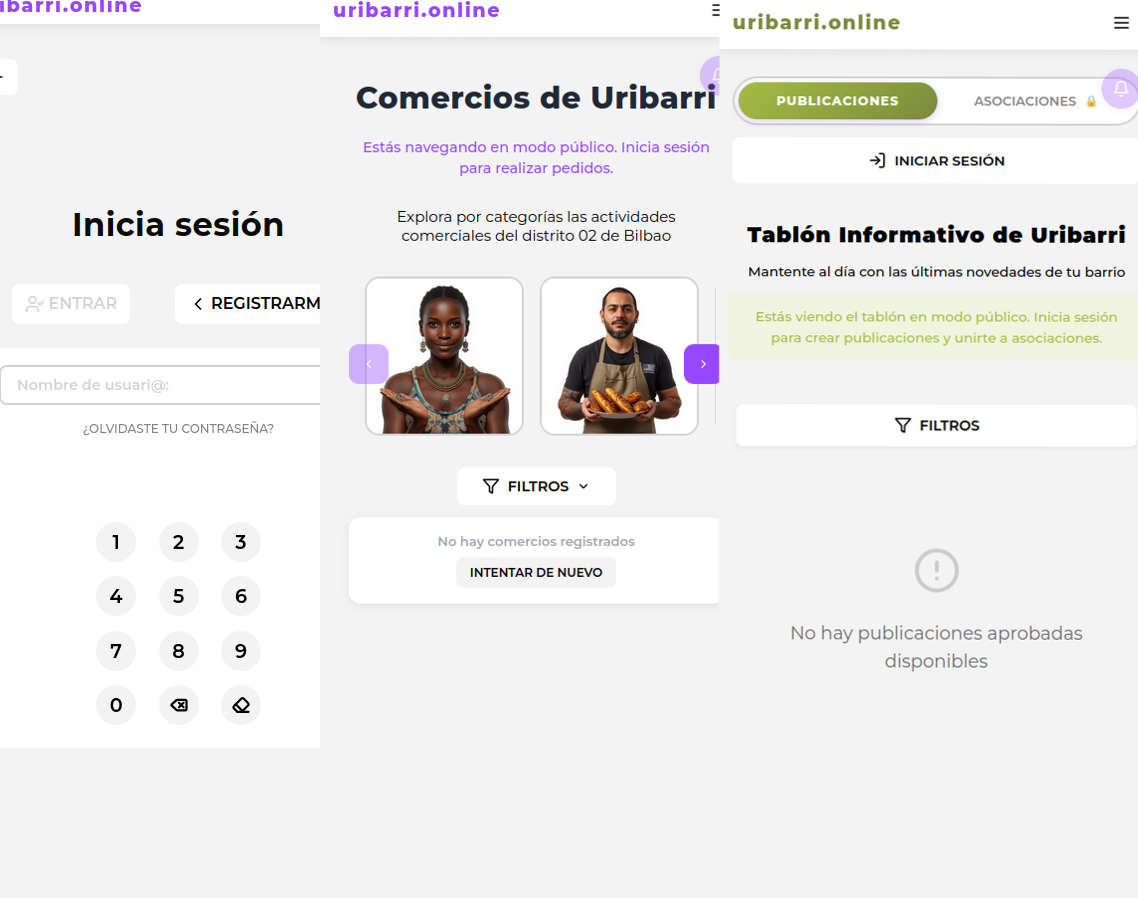 ibarri.online
Inicia sesión
ENTRAR
REGISTRARM
Nombre de usuari@:
¿OLVIDASTE TU CONTRASEÑA?
1 2 3
4 5 6
7 8 9
0
uribarri.online
Comercios de Uribarri
Estás navegando en modo público. Inicia sesión
para realizar pedidos.
Explora por categorías las actividades
comerciales del distrito 02 de Bilbao
FILTROS
No hay comercios registrados
INTENTAR DE NUEVO
uribarri.online
PUBLICACIONES
ASOCIACIONES
INICIAR SESIÓN
Tablón Informativo de Uribarri
Mantente al día con las últimas novedades de tu barrio
Estás viendo el tablón en modo público. Inicia sesión
para crear publicaciones y unirte a asociaciones.
FILTROS
No hay publicaciones aprobadas
disponibles